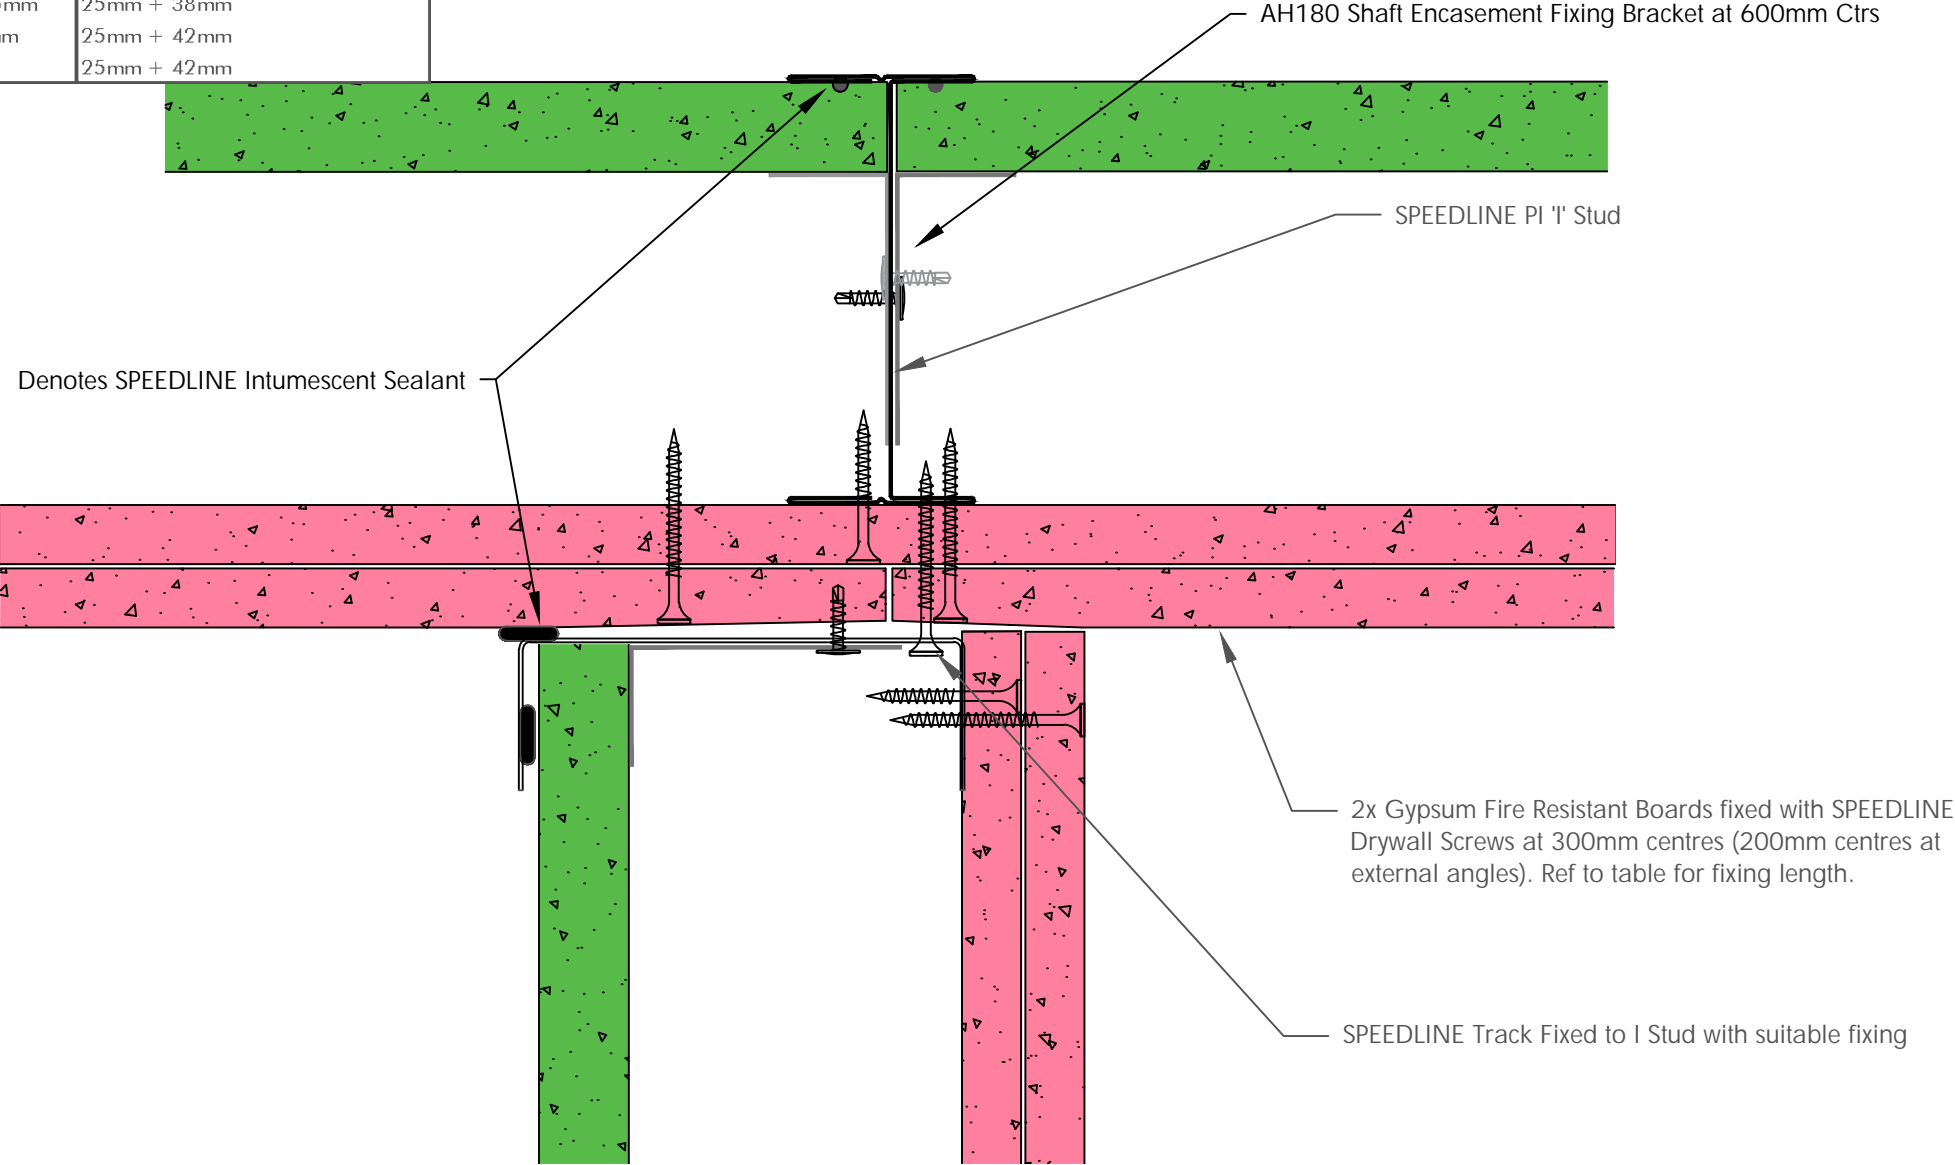 25mm + 38mm
25mm + 42mm
25mm + 42mm
AH180 Shaft Encasement Fixing Bracket at 600mm Ctrs
SPEEDLINE PI 'I' Stud
Denotes SPEEDLINE Intumescent Sealant
2x Gypsum Fire Resistant Boards fixed with SPEEDLINE
Drywall Screws at 300mm centres (200mm centres at
external angles). Ref to table for fixing length.
SPEEDLINE Track Fixed to I Stud with suitable fixing